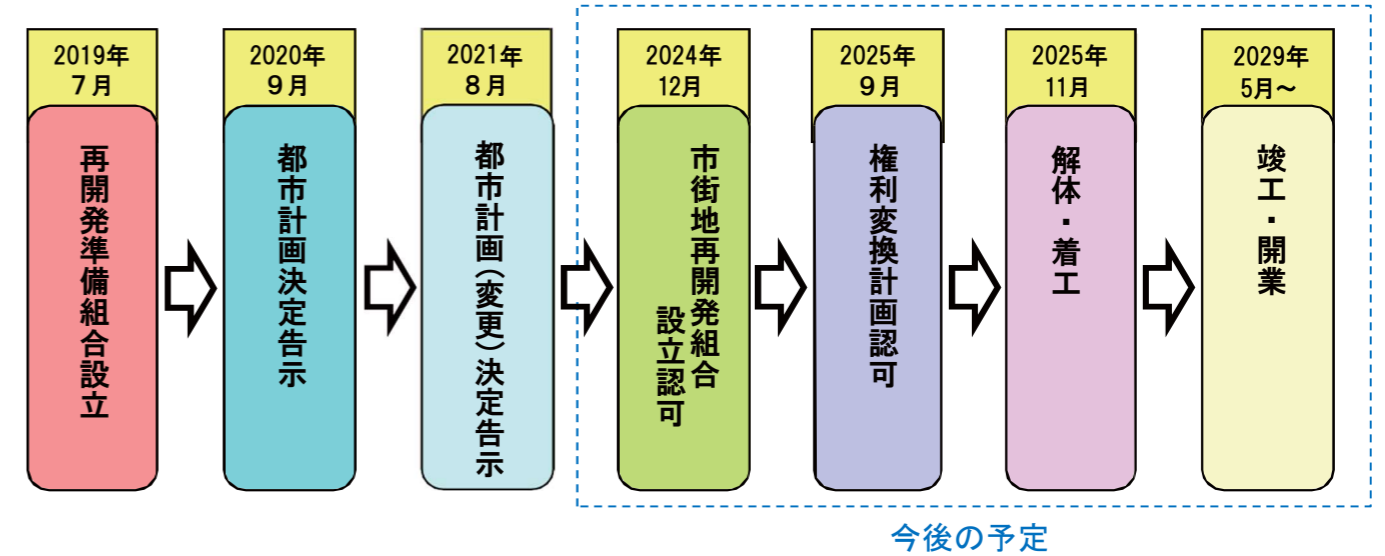 2019年
７月
再開発準備組合設立
2020年
９月
都市計画決定告示
2021年
８月
都市計画（変更）決定告示
2024年
12月
市街地再開発組合
設立認可
2025年
９月
権利変換計画認可
2025年
11月
解体・着工
2029年
5月～
竣工・開業
今後の予定